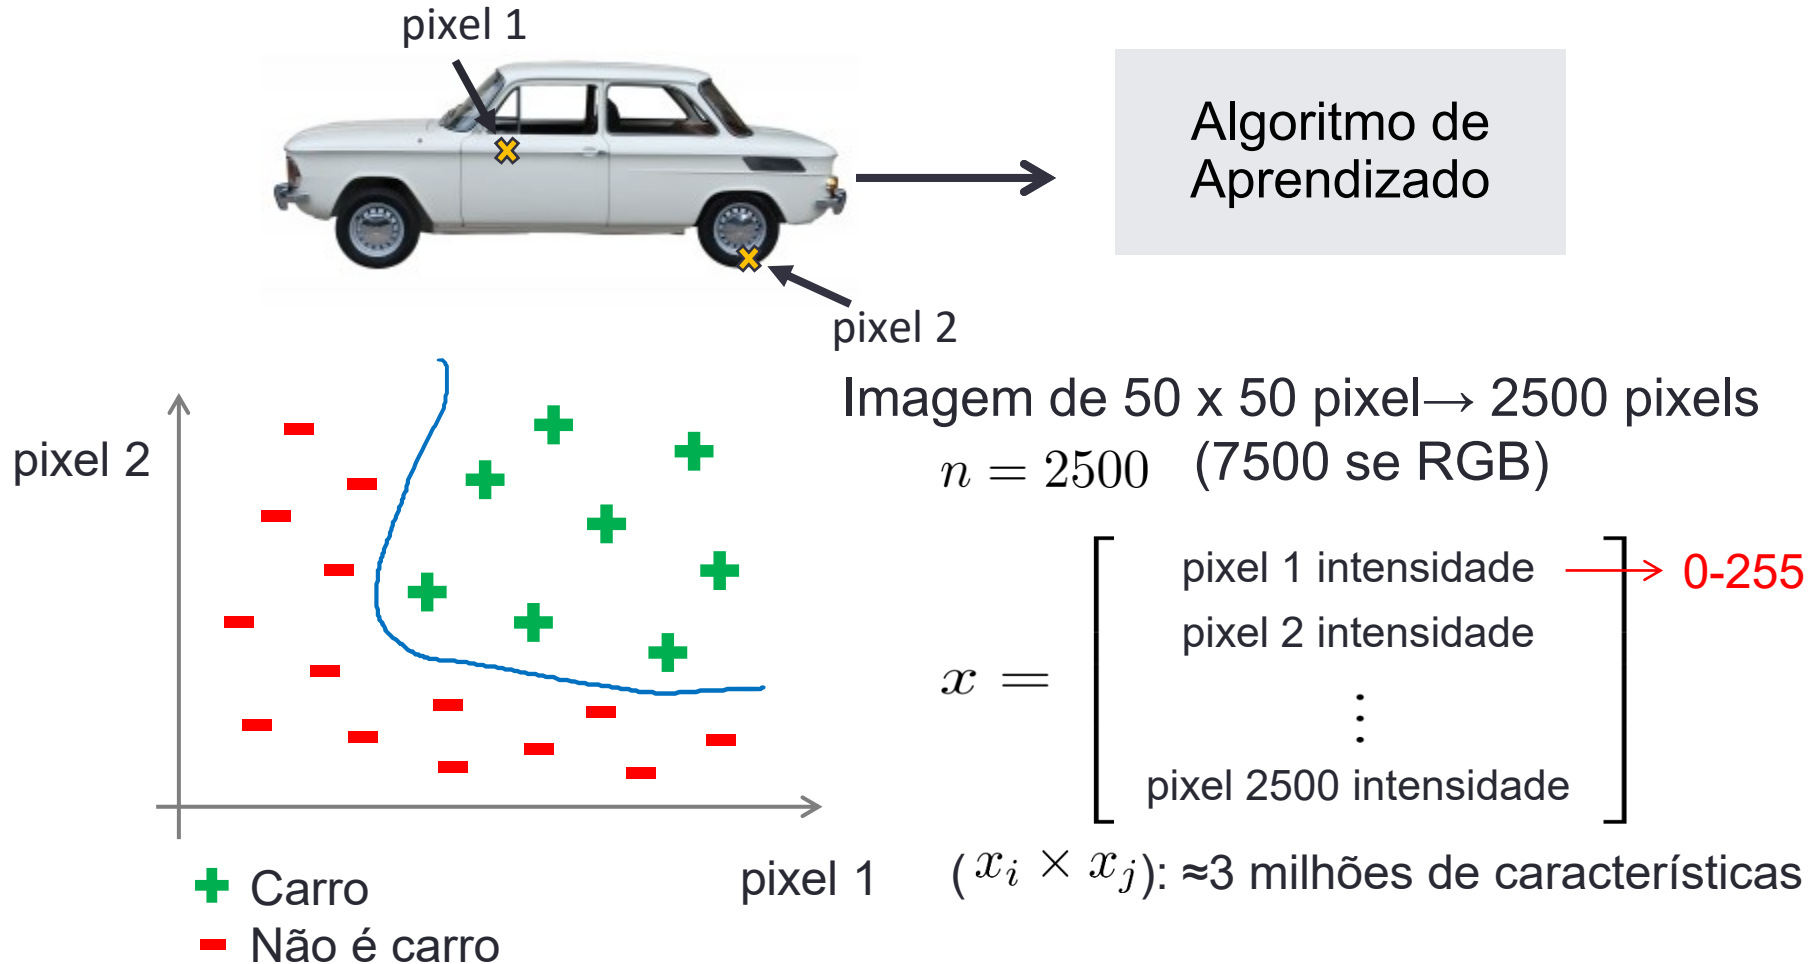 pixel 1
Algoritmo de
Aprendizado
pixel 2
Imagem de 50 x 50 pixel→ 2500 pixels
n = 2500 (7500 se RGB)
pixel 2
x =
pixel 1 intensidade → 0-255
pixel 2 intensidade
⋮
pixel 2500 intensidade
pixel 1
(x_i × x_j): ≈3 milhões de características
+ Carro
- Não é carro